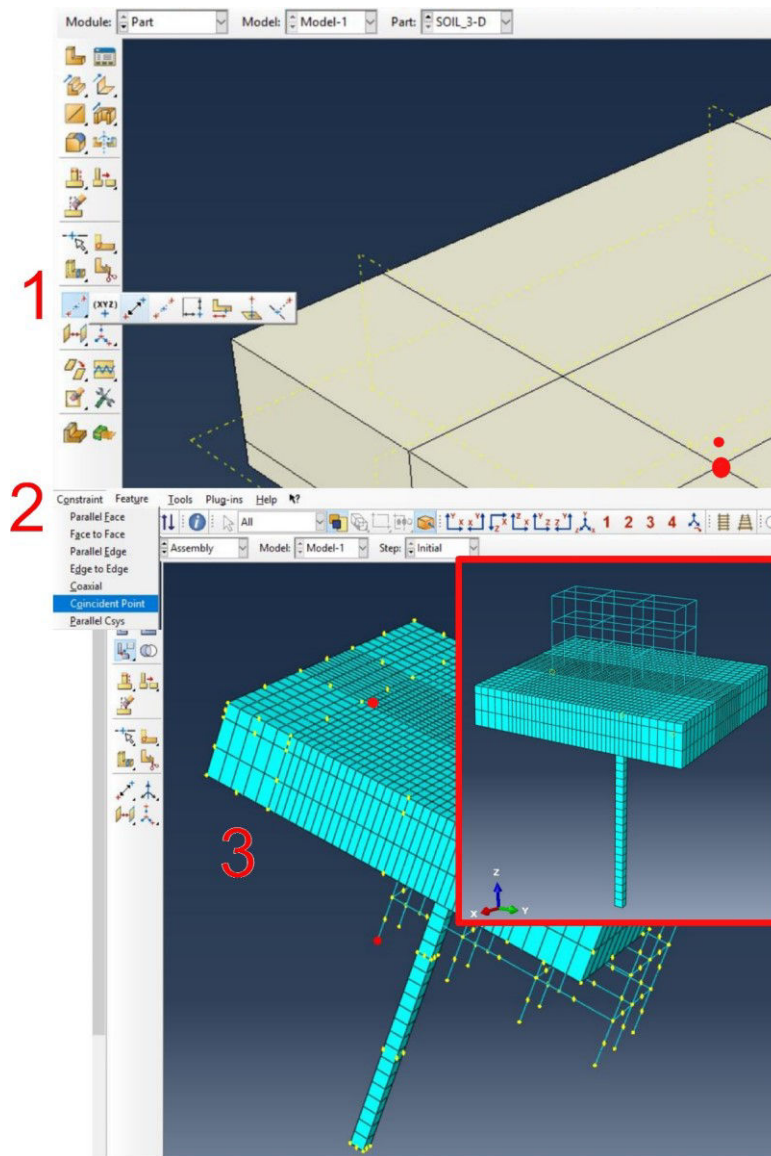 Module: Part Model: Model-1 Part: SOIL_3-D
1
(XYZ)
2
Constraint Feature Tools Plug-ins Help
Parallel Face
Face to Face
Parallel Edge
Edge to Edge
Coaxial
Coincident Point
Parallel Csys
All
1 2 3 4
Assembly Model: Model-1 Step: Initial
3
Z
X Y